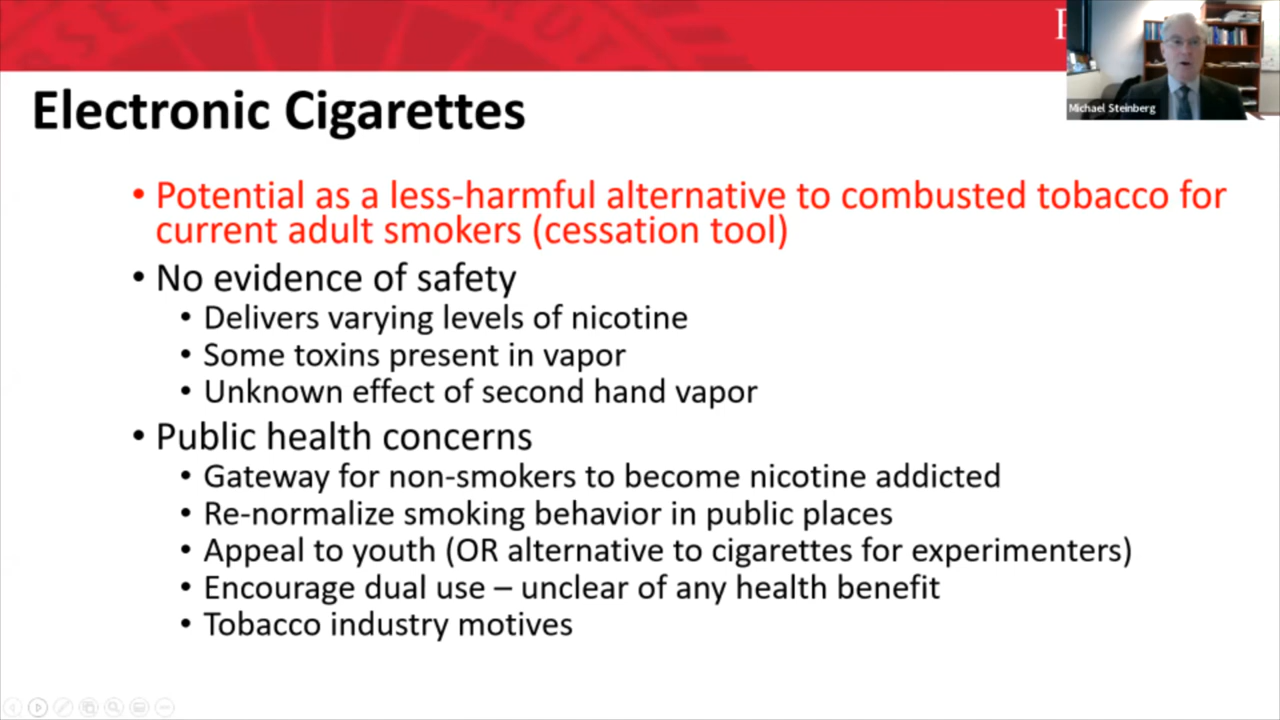 Electronic Cigarettes
Michael Steinberg
• Potential as a less-harmful alternative to combusted tobacco for
current adult smokers (cessation tool)
• No evidence of safety
• Delivers varying levels of nicotine
• Some toxins present in vapor
• Unknown effect of second hand vapor
• Public health concerns
• Gateway for non-smokers to become nicotine addicted
• Re-normalize smoking behavior in public places
• Appeal to youth (OR alternative to cigarettes for experimenters)
• Encourage dual use – unclear of any health benefit
• Tobacco industry motives